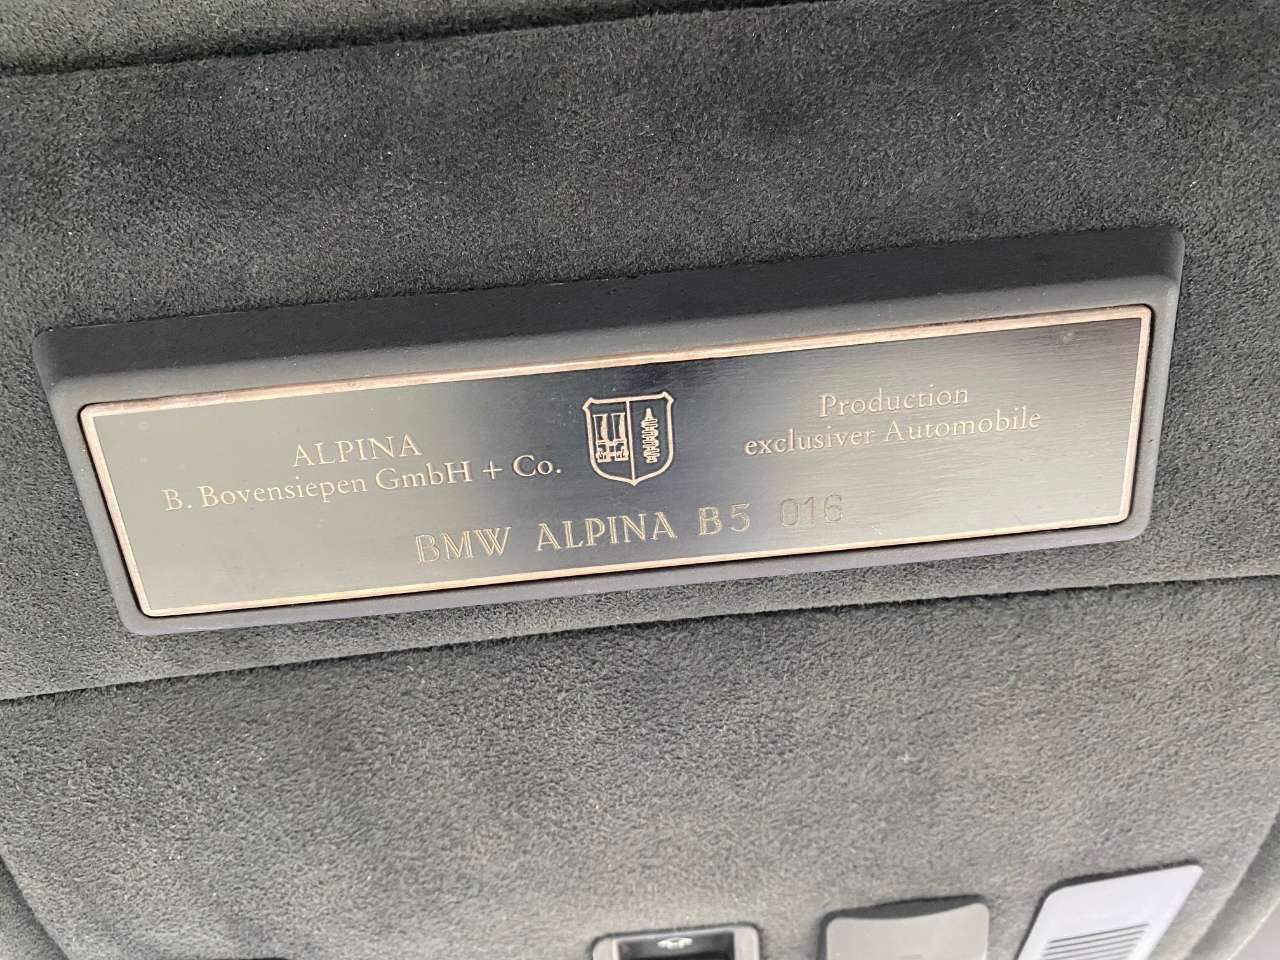 ALPINA
B. Bovensiepen GmbH + Co.
Production
exclusiver Automobile
BMW ALPINA B5 016